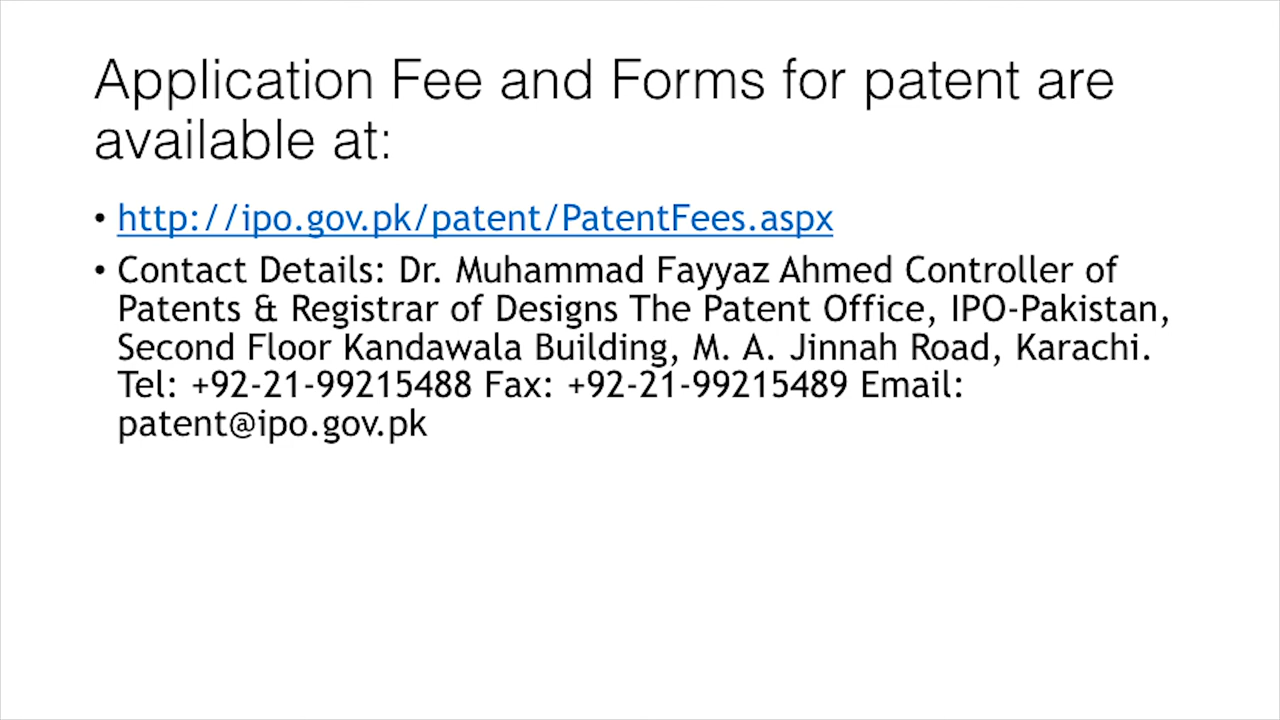 Application Fee and Forms for patent are
available at:
• http://ipo.gov.pk/patent/PatentFees.aspx
• Contact Details: Dr. Muhammad Fayyaz Ahmed Controller of
Patents & Registrar of Designs The Patent Office, IPO-Pakistan,
Second Floor Kandawala Building, M. A. Jinnah Road, Karachi.
Tel: +92-21-99215488 Fax: +92-21-99215489 Email:
patent@ipo.gov.pk